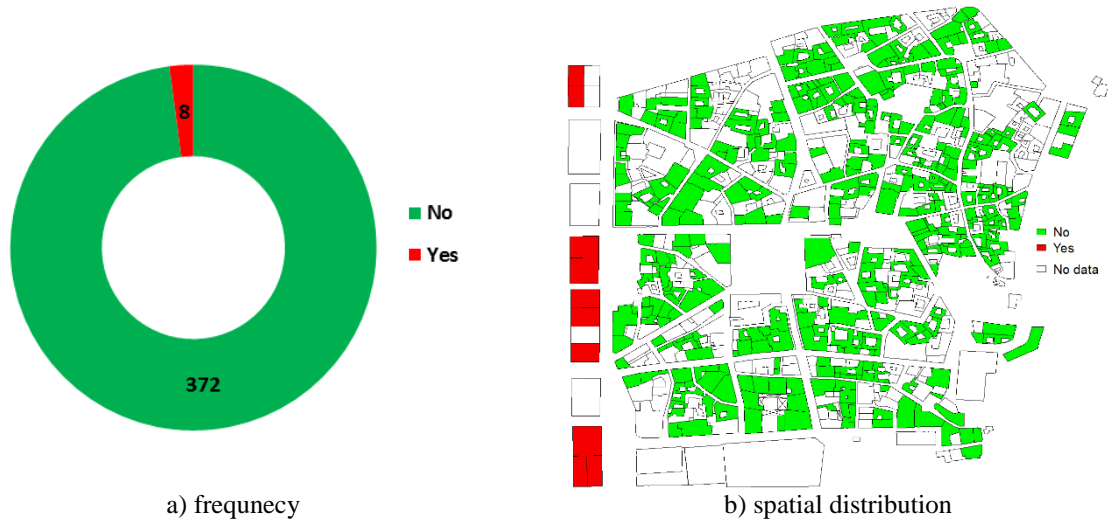 8
372
No
Yes
No
Yes
No data
a) frequnecy
b) spatial distribution